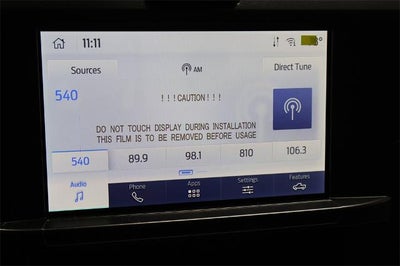 11:11
Sources
AM
Direct Tune
540
!!!CAUTION!!!
DO NOT TOUCH DISPLAY DURING INSTALLATION
THIS FILM IS TO BE REMOVED BEFORE USAGE
540
89.9
98.1
810
106.3
Audio
Phone
Apps
Settings
Features